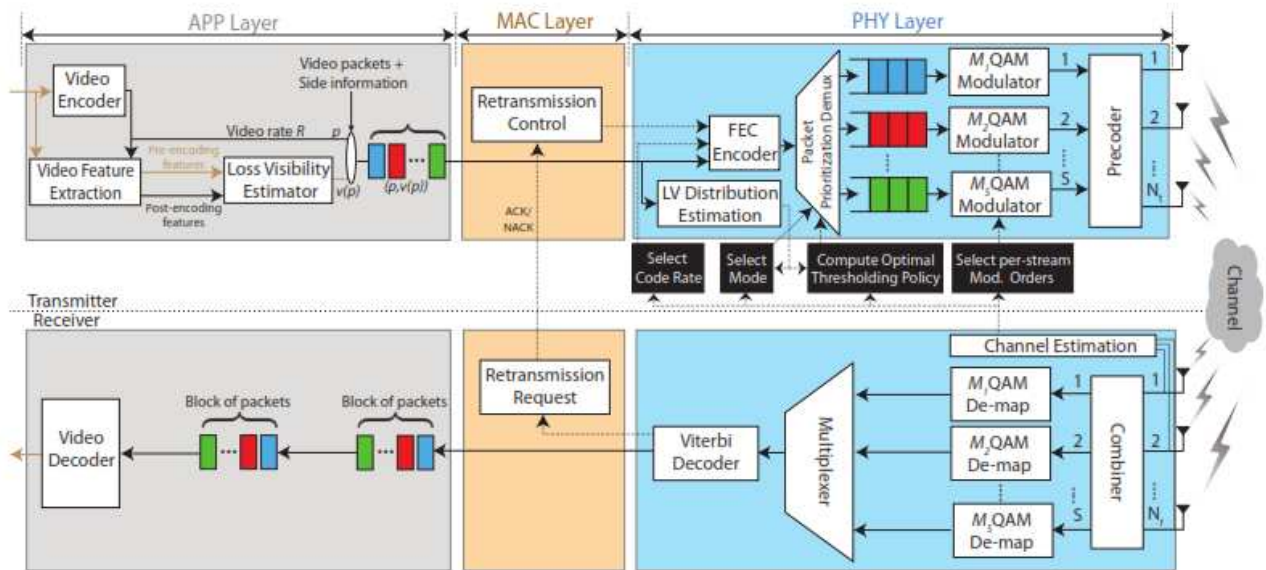 APP Layer
MAC Layer
PHY Layer
Video
Encoder
Video packets +
Side information
Video rate R
p
Pre-encoding
features
Video Feature
Extraction
Loss Visibility
Estimator
v(p)
(p,v(p))
Post-encoding
features
Retransmission
Control
ACK/
NACK
FEC
Encoder
LV Distribution
Estimation
Packet
Prioritization Demux
M1QAM
Modulator
M2QAM
Modulator
MSQAM
Modulator
1
2
S
Precoder
1
2
Nt
Select
Code Rate
Select
Mode
Compute Optimal
Thresholding Policy
Select per-stream
Mod. Orders
Channel
Transmitter
Receiver
Channel Estimation
Video
Decoder
Block of packets
Block of packets
Retransmission
Request
Viterbi
Decoder
Multiplexer
M1QAM
De-map
M2QAM
De-map
MSQAM
De-map
1
2
S
Combiner
1
2
Nr